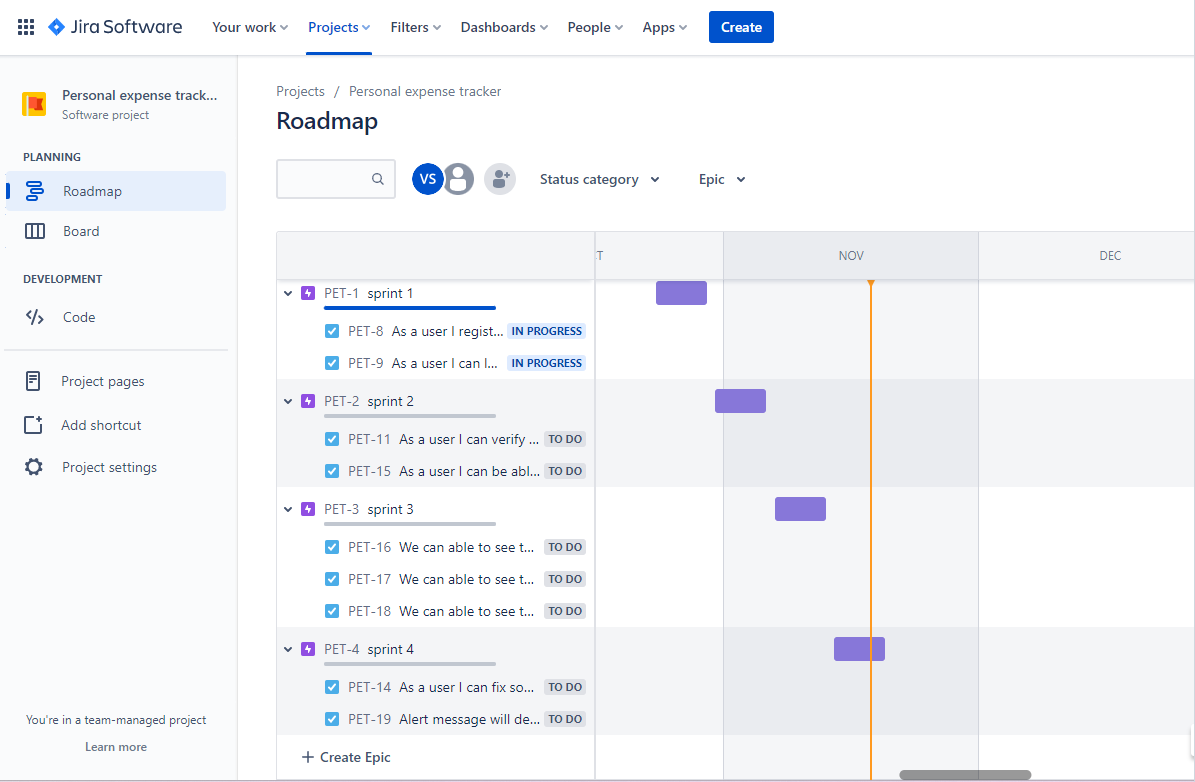 Jira Software Your work Projects Filters Dashboards People Apps Create
Personal expense track...
Software project
PLANNING
Roadmap
Board
DEVELOPMENT
Code
Project pages
Add shortcut
Project settings
You're in a team-managed project
Learn more
Projects / Personal expense tracker
Roadmap
VS Status category Epic
T NOV DEC
PET-1 sprint 1
PET-8 As a user I regist... IN PROGRESS
PET-9 As a user I can l... IN PROGRESS
PET-2 sprint 2
PET-11 As a user I can verify ... TO DO
PET-15 As a user I can be abl... TO DO
PET-3 sprint 3
PET-16 We can able to see t... TO DO
PET-17 We can able to see t... TO DO
PET-18 We can able to see t... TO DO
PET-4 sprint 4
PET-14 As a user I can fix so... TO DO
PET-19 Alert message will de... TO DO
+ Create Epic